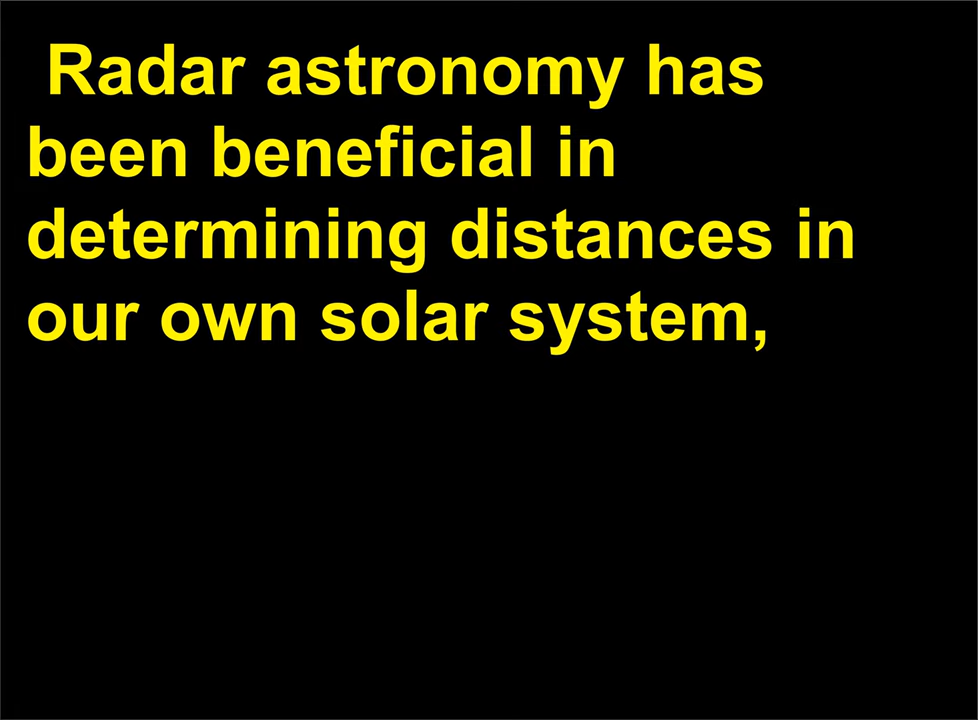 Radar astronomy has
been beneficial in
determining distances in
our own solar system,